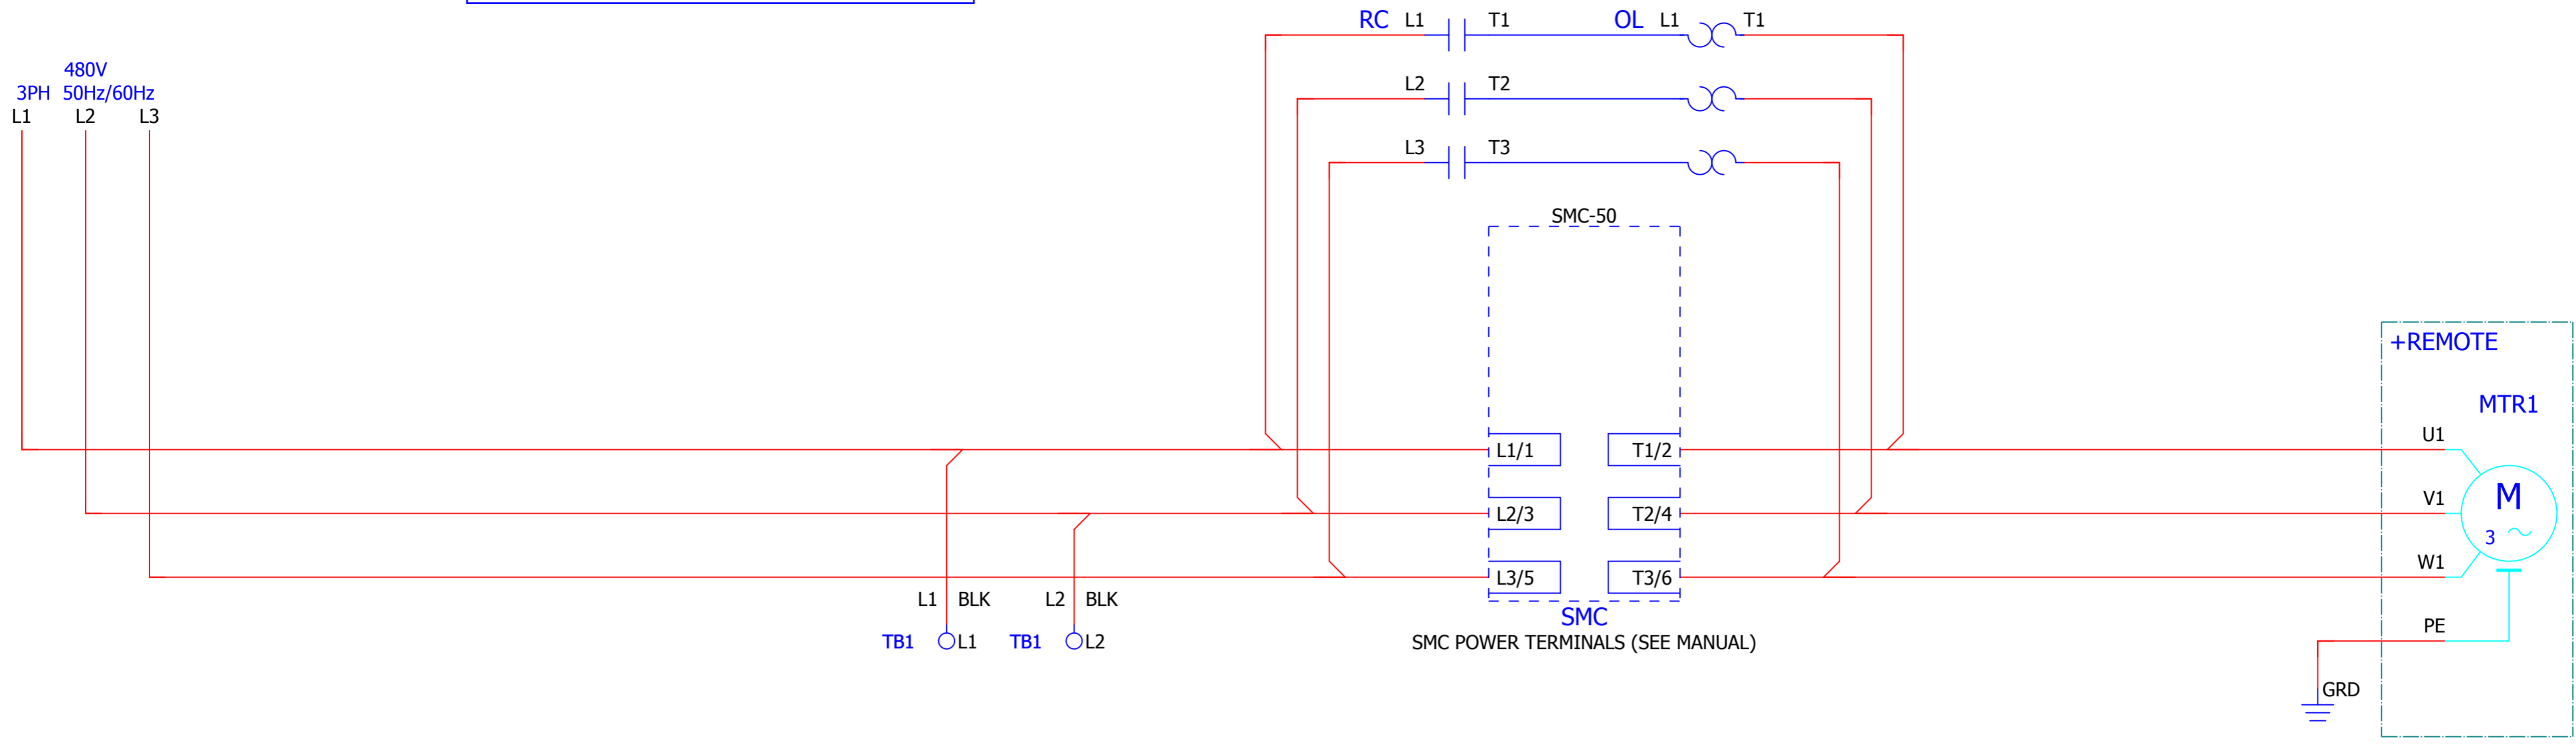 RC L1 T1 OL L1 T1
480V
3PH 50Hz/60Hz
L1 L2 L3
L2 T2
L3 T3
SMC-50
+REMOTE
MTR1
U1
L1/1 T1/2
V1
M
3
L2/3 T2/4
W1
L3/5 T3/6
L1 BLK L2 BLK
SMC
TB1 L1 TB1 L2
SMC POWER TERMINALS (SEE MANUAL)
PE
GRD